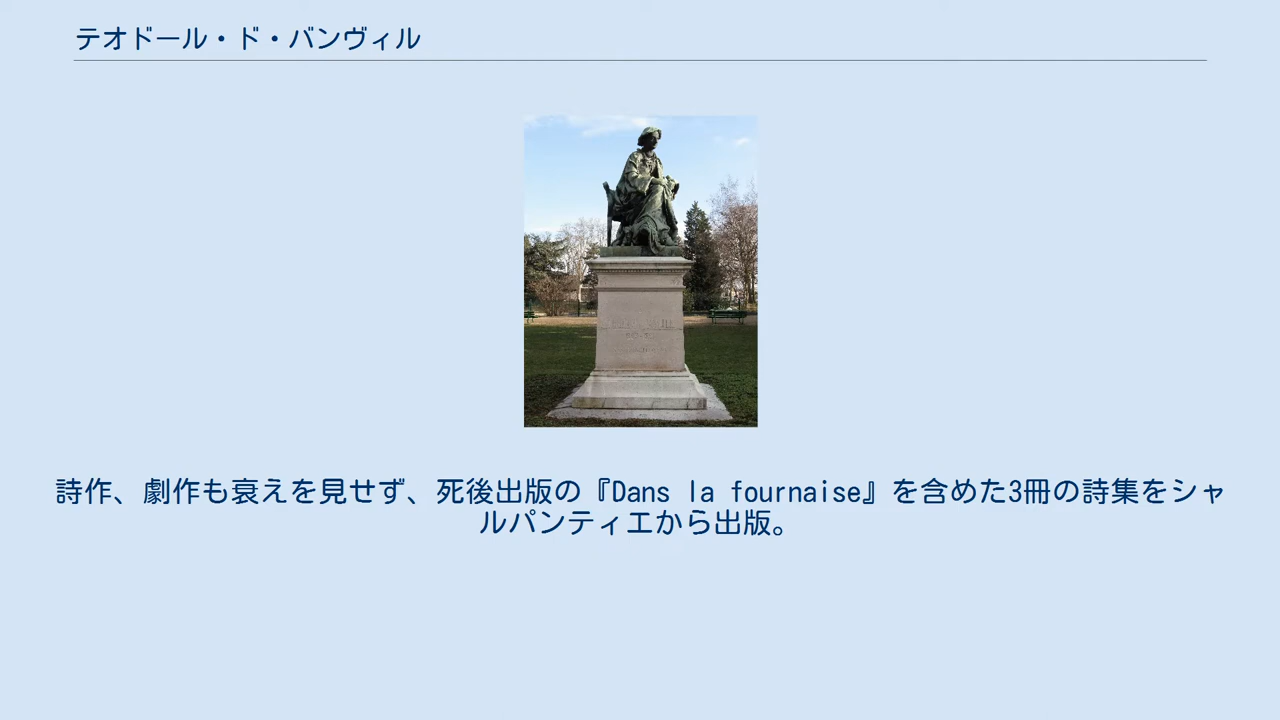 テオドール・ド・バンヴィル
詩作、劇作も衰えを見せず、死後出版の『Dans la fournaise』を含めた3冊の詩集をシャ
ルパンティエから出版。